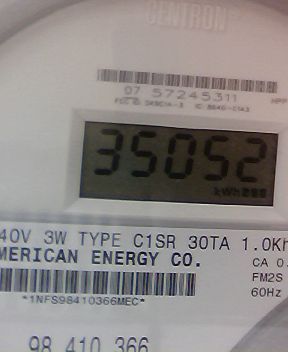 CENTRON
07 57245311
35052
kWh
40V 3W TYPE C1SR 30TA 1.0Kh
MERICAN ENERGY CO.
CA 0.
FM2S
60Hz
*1NFS98410366MEC*
98 410 366